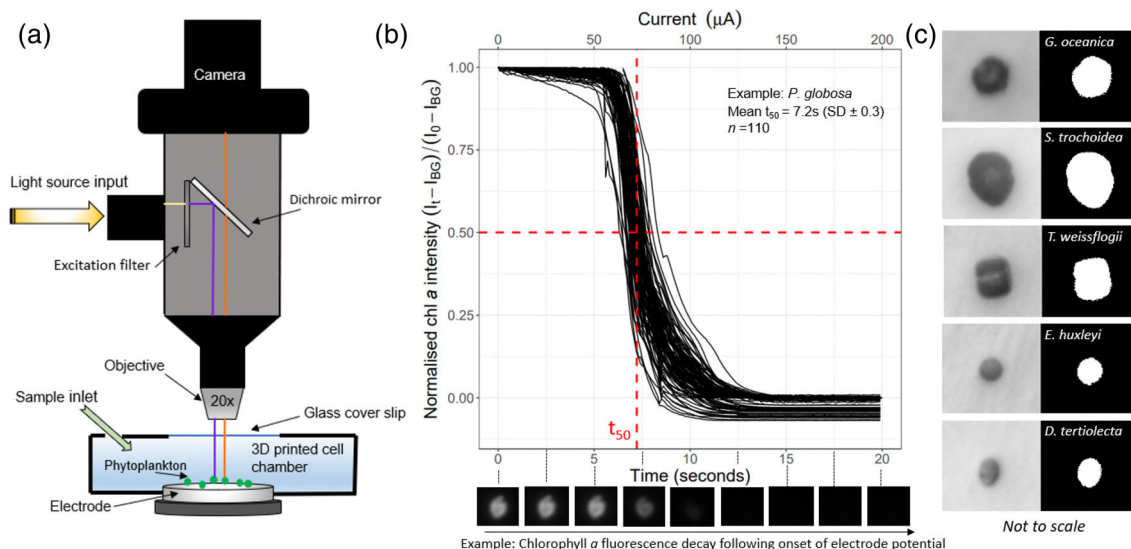 (a)
Camera
Light source input
Dichroic mirror
Excitation filter
Objective
20x
Sample inlet
Glass cover slip
3D printed cell
chamber
Phytoplankton
Electrode
(b)
Current (μA)
0 50 100 150 200
Normalised chl a intensity (It – IBG) / (I0 – IBG)
1.00
0.75
0.50
0.25
0.00
Example: P. globosa
Mean t50 = 7.2s (SD ± 0.3)
n =110
t50
0 5 10 15 20
Time (seconds)
Example: Chlorophyll a fluorescence decay following onset of electrode potential
(c)
G. oceanica
S. trochoidea
T. weissflogii
E. huxleyi
D. tertiolecta
Not to scale